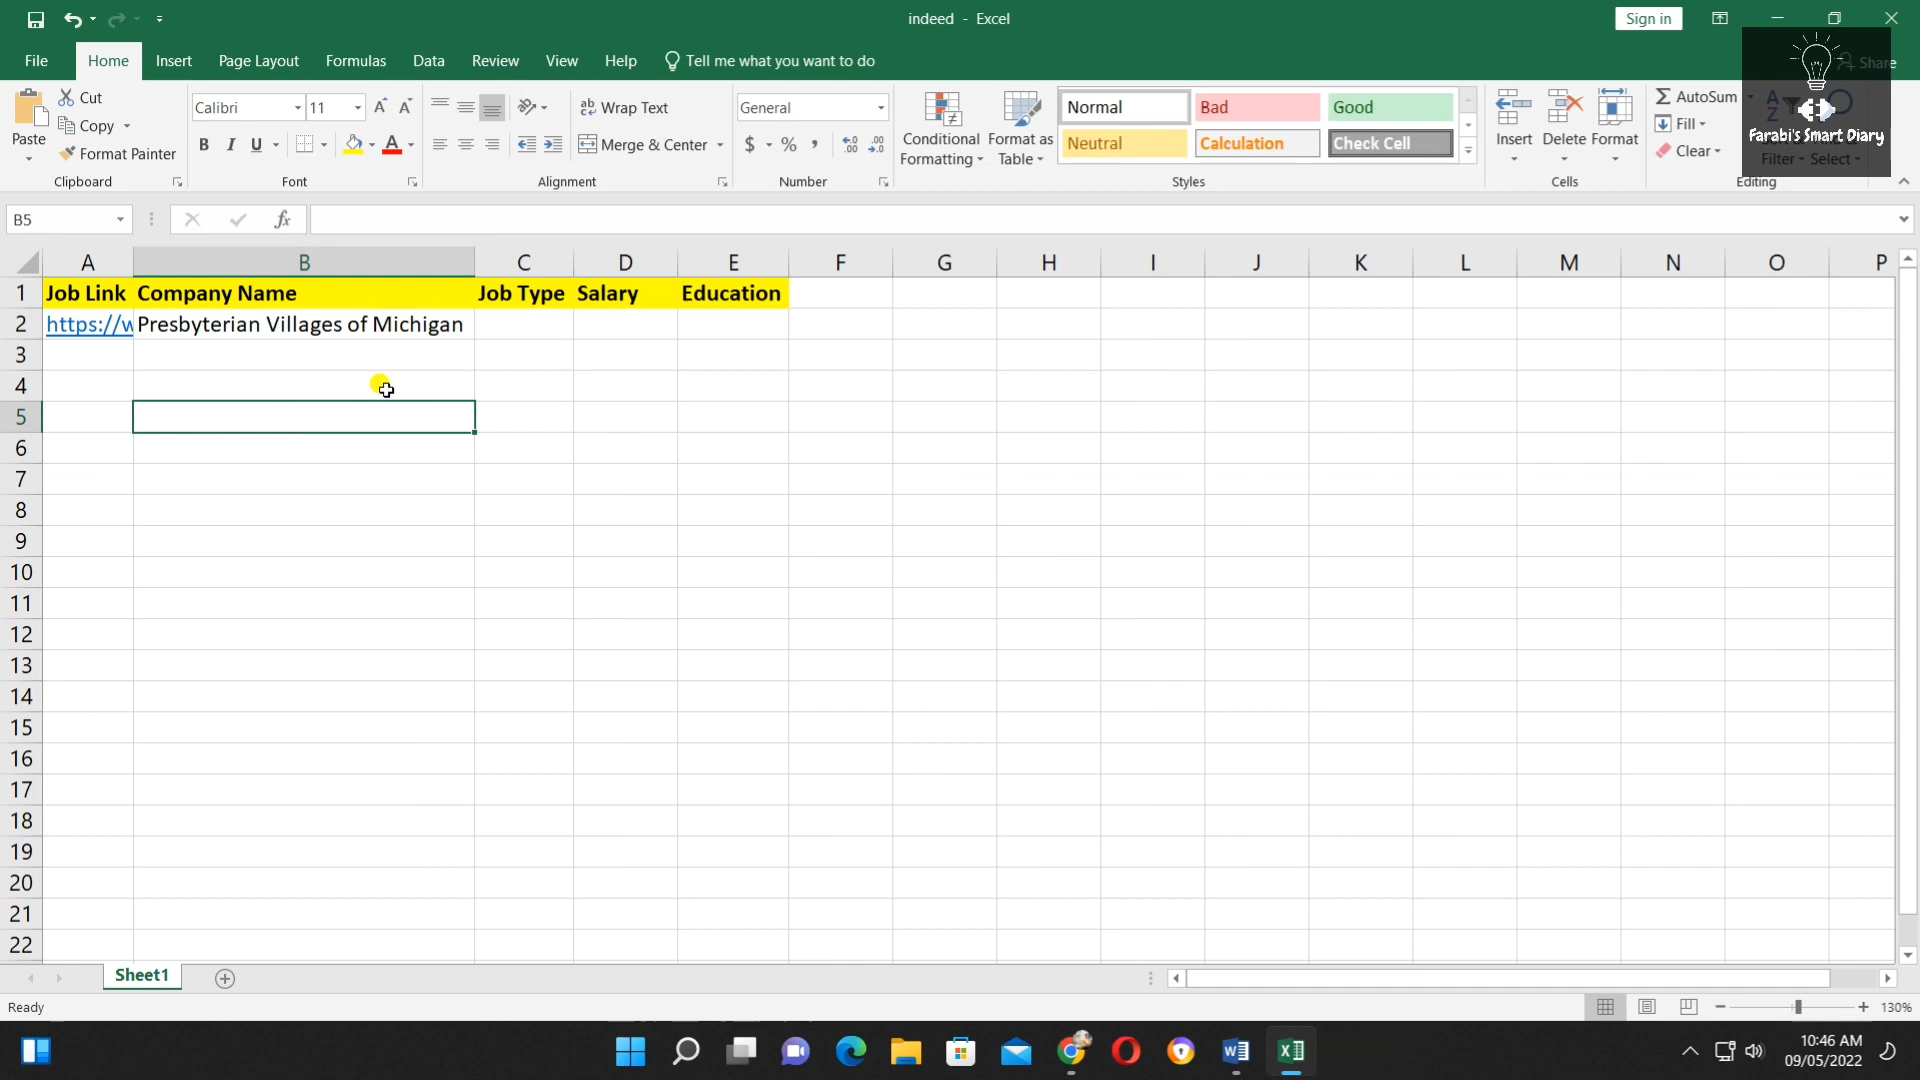 indeed - Excel
Sign in
File Home Insert Page Layout Formulas Data Review View Help Tell me what you want to do
Share
Paste
Cut
Copy
Format Painter
Clipboard
Calibri 11
B I U
Font
Wrap Text
Merge & Center
Alignment
General
$ % ,
Number
Conditional Formatting
Format as Table
Normal Bad Good
Neutral Calculation Check Cell
Styles
Insert Delete Format
Cells
AutoSum
Fill
Clear
Filter Select
Editing
Farabi's Smart Diary
B5 fx
A B C D E F G H I J K L M N O P
1 Job Link Company Name Job Type Salary Education
2 https://w Presbyterian Villages of Michigan
3
4
5
6
7
8
9
10
11
12
13
14
15
16
17
18
19
20
21
22
Sheet1
Ready
130%
10:46 AM
09/05/2022